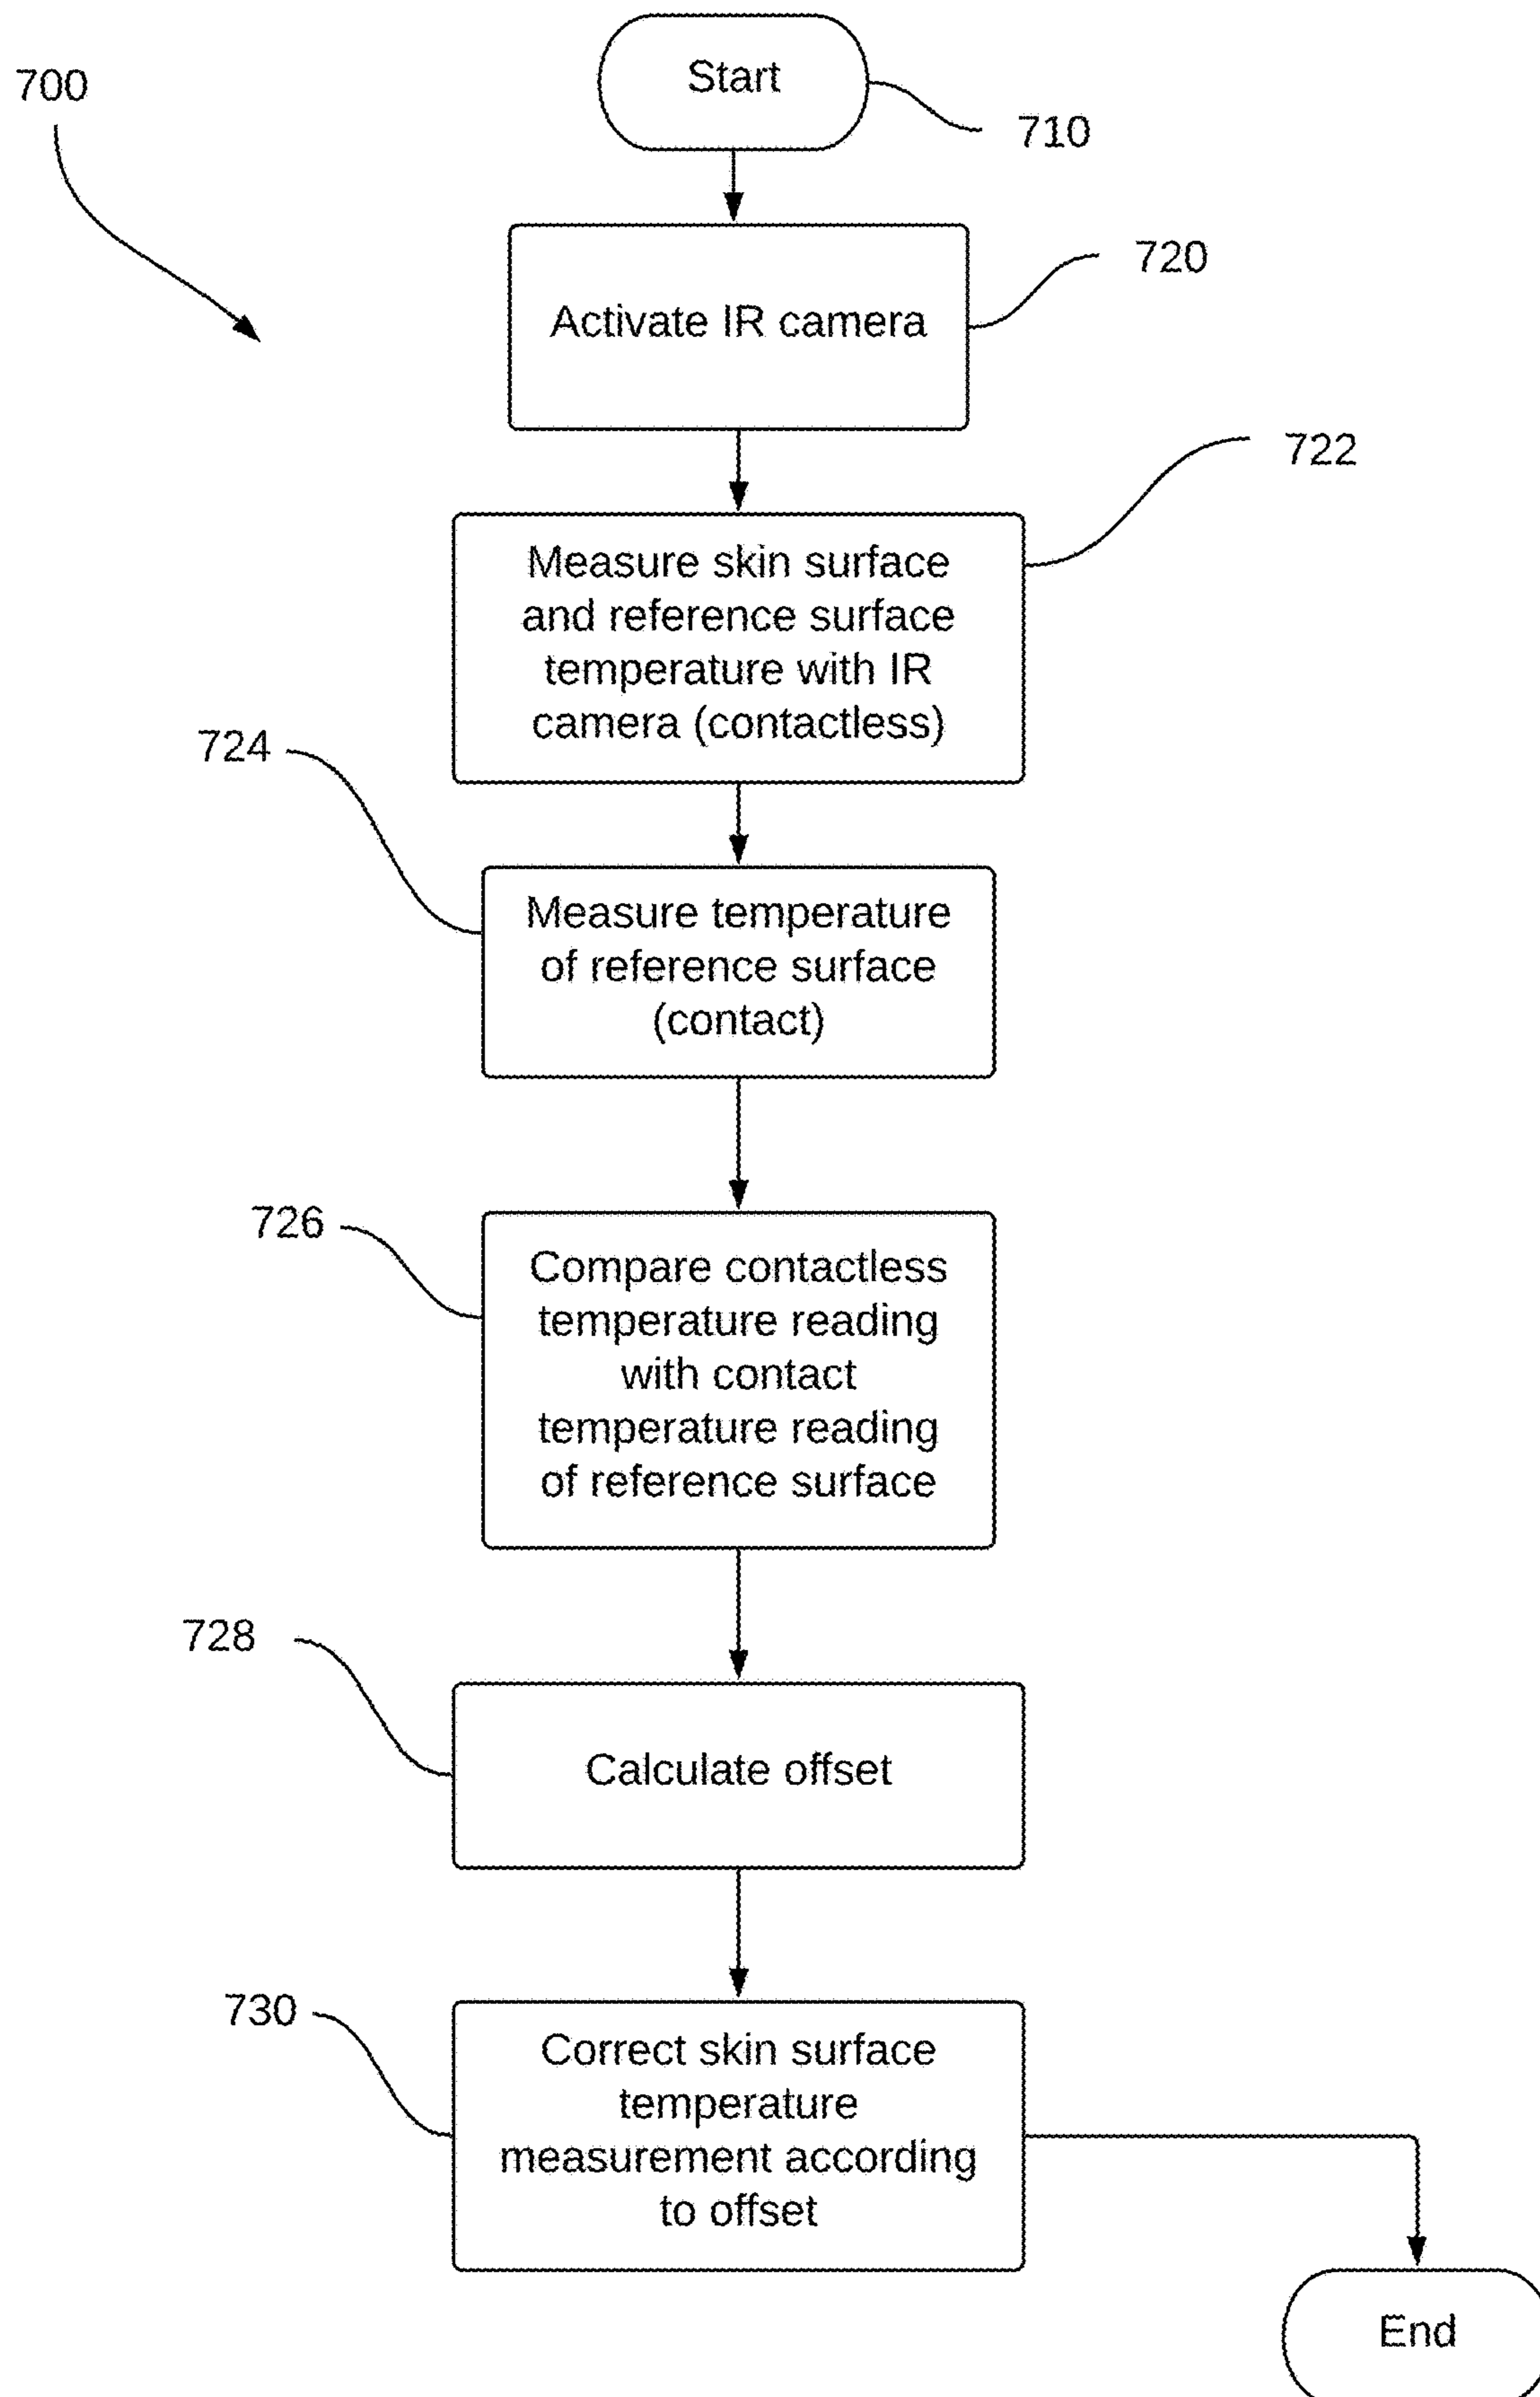 700
Start
710
720
Activate IR camera
722
Measure skin surface
and reference surface
temperature with IR
camera (contactless)
724
Measure temperature
of reference surface
(contact)
726
Compare contactless
temperature reading
with contact
temperature reading
of reference surface
728
Calculate offset
730
Correct skin surface
temperature
measurement according
to offset
End